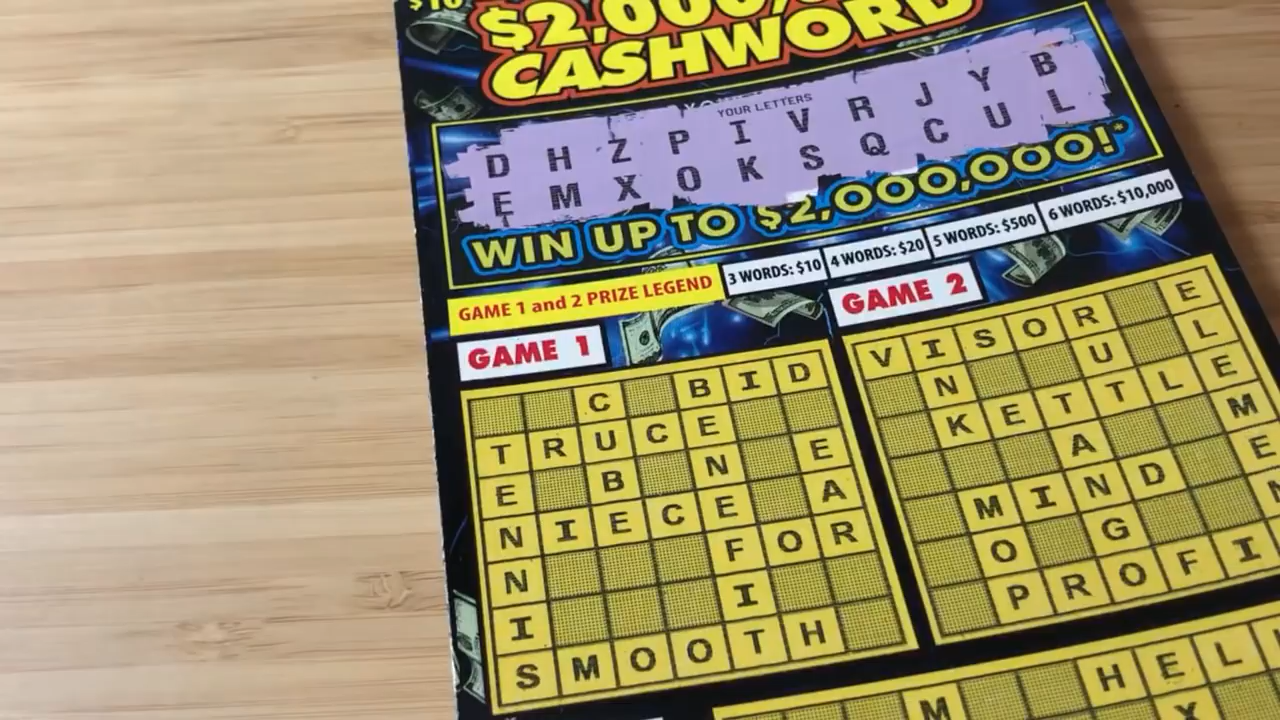 $10
$2,000,
CASHWORD
YOUR LETTERS
D H Z P I V R J Y B
E M X O K S Q C U L
WIN UP TO $2,000,000!*
GAME 1 and 2 PRIZE LEGEND
3 WORDS: $10
4 WORDS: $20
5 WORDS: $500
6 WORDS: $10,000
GAME 1
C B I D
T R U C E
E B N E
N I E C E A
N F O R
I I
S M O O T H
GAME 2
V I S O R E
N U L
K E T T L E
A M
M I N D E
O G N
P R O F I
M H E L
Y